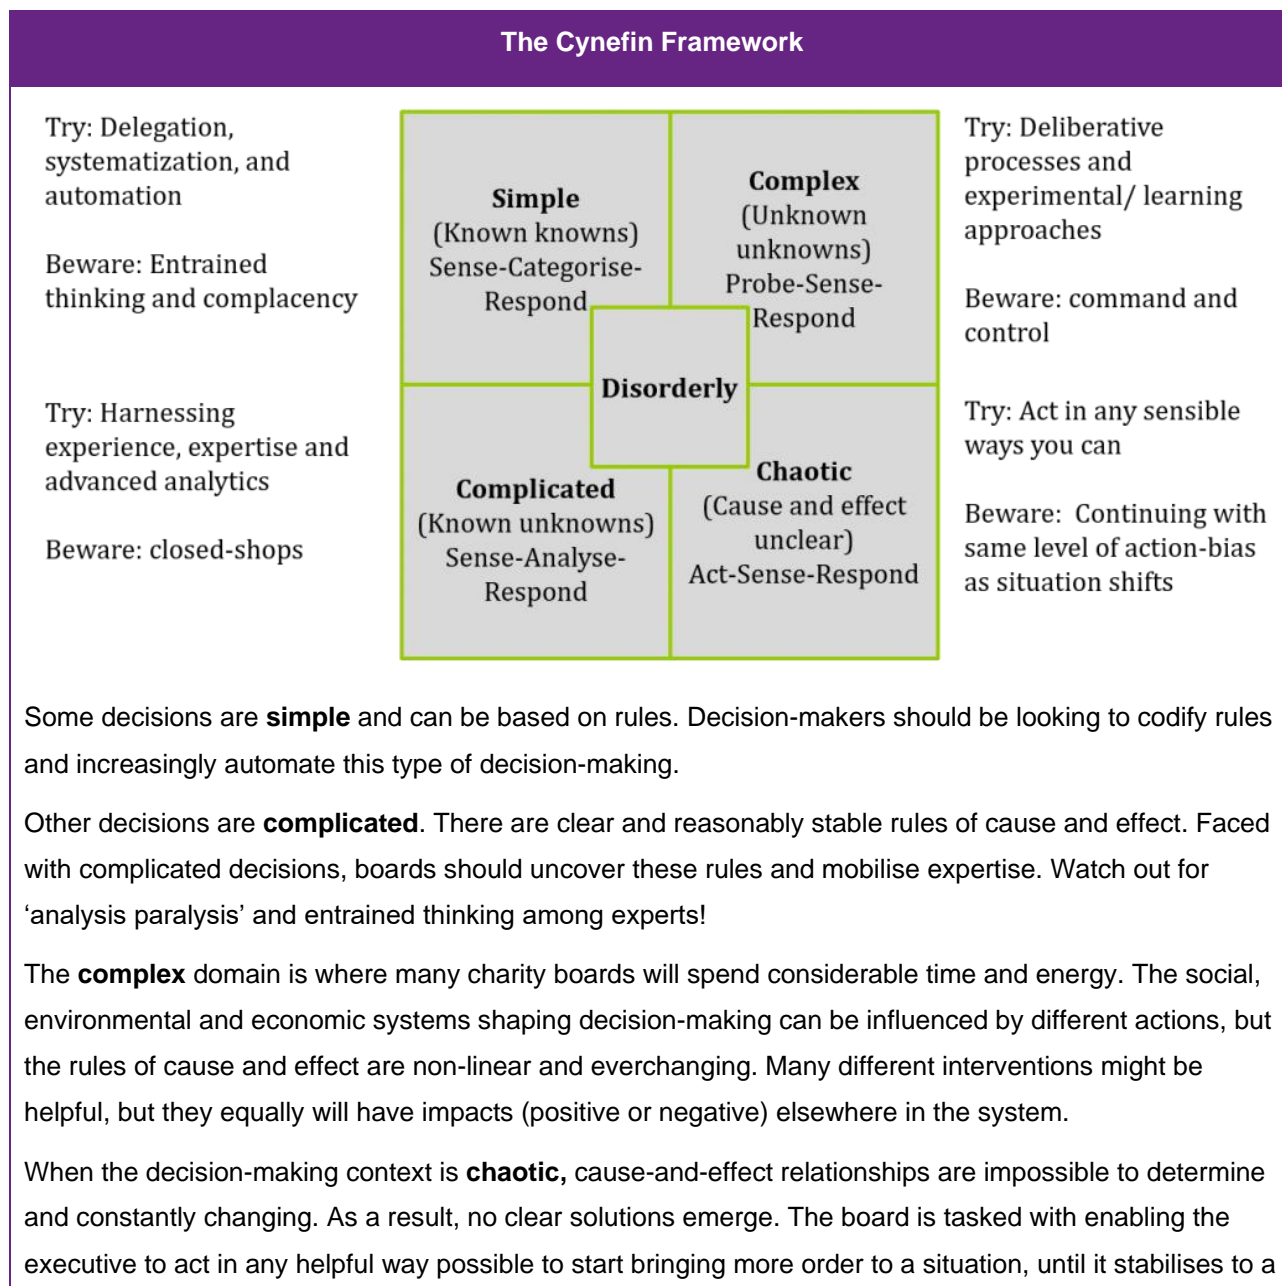 The Cynefin Framework
Try: Delegation,
systematization, and
automation
Beware: Entrained
thinking and complacency
Simple
(Known knowns)
Sense-Categorise-
Respond
Complex
(Unknown
unknowns)
Probe-Sense-
Respond
Try: Deliberative
processes and
experimental/ learning
approaches
Beware: command and
control
Disorderly
Try: Harnessing
experience, expertise and
advanced analytics
Beware: closed-shops
Complicated
(Known unknowns)
Sense-Analyse-
Respond
Chaotic
(Cause and effect
unclear)
Act-Sense-Respond
Try: Act in any sensible
ways you can
Beware: Continuing with
same level of action-bias
as situation shifts
Some decisions are simple and can be based on rules. Decision-makers should be looking to codify rules
and increasingly automate this type of decision-making.
Other decisions are complicated. There are clear and reasonably stable rules of cause and effect. Faced
with complicated decisions, boards should uncover these rules and mobilise expertise. Watch out for
‘analysis paralysis’ and entrained thinking among experts!
The complex domain is where many charity boards will spend considerable time and energy. The social,
environmental and economic systems shaping decision-making can be influenced by different actions, but
the rules of cause and effect are non-linear and everchanging. Many different interventions might be
helpful, but they equally will have impacts (positive or negative) elsewhere in the system.
When the decision-making context is chaotic, cause-and-effect relationships are impossible to determine
and constantly changing. As a result, no clear solutions emerge. The board is tasked with enabling the
executive to act in any helpful way possible to start bringing more order to a situation, until it stabilises to a